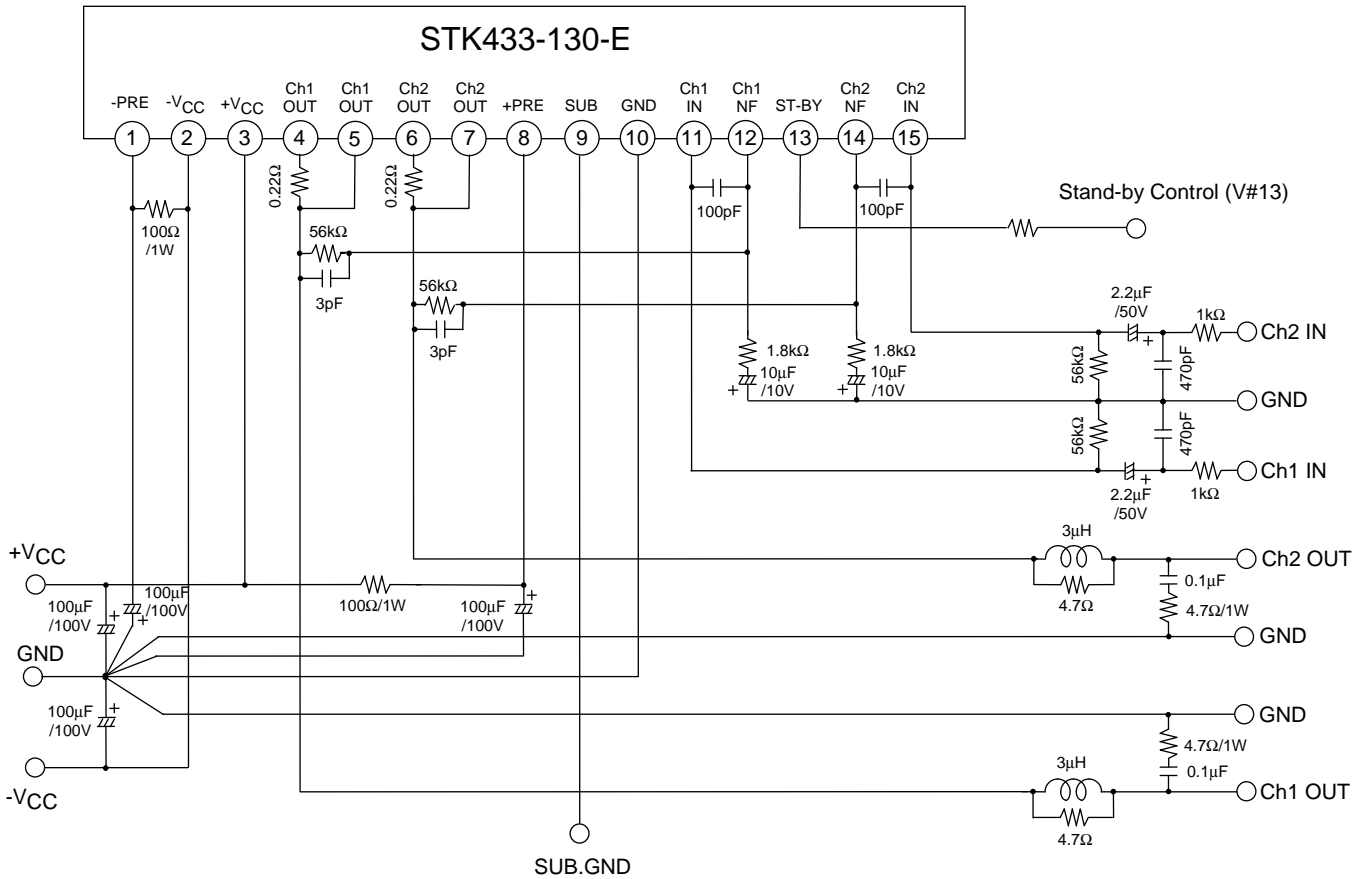 STK433-130-E
-PRE
-VCC
+VCC
Ch1
OUT
Ch1
OUT
Ch2
OUT
Ch2
OUT
+PRE
SUB
GND
Ch1
IN
Ch1
NF
ST-BY
Ch2
NF
Ch2
IN
1
2
3
4
5
6
7
8
9
10
11
12
13
14
15
0.22Ω
0.22Ω
100pF
100pF
Stand-by Control (V#13)
100Ω
/1W
56kΩ
3pF
56kΩ
3pF
2.2µF
/50V
+
1kΩ
Ch2 IN
1.8kΩ
10µF
/10V
+
1.8kΩ
10µF
/10V
+
56kΩ
470pF
GND
56kΩ
470pF
+
Ch1 IN
2.2µF
/50V
1kΩ
3µH
4.7Ω
Ch2 OUT
0.1µF
4.7Ω/1W
GND
+VCC
100µF
/100V
+
100µF
/100V
+
100Ω/1W
100µF
/100V
+
GND
100µF
/100V
+
-VCC
GND
4.7Ω/1W
0.1µF
3µH
4.7Ω
Ch1 OUT
SUB.GND